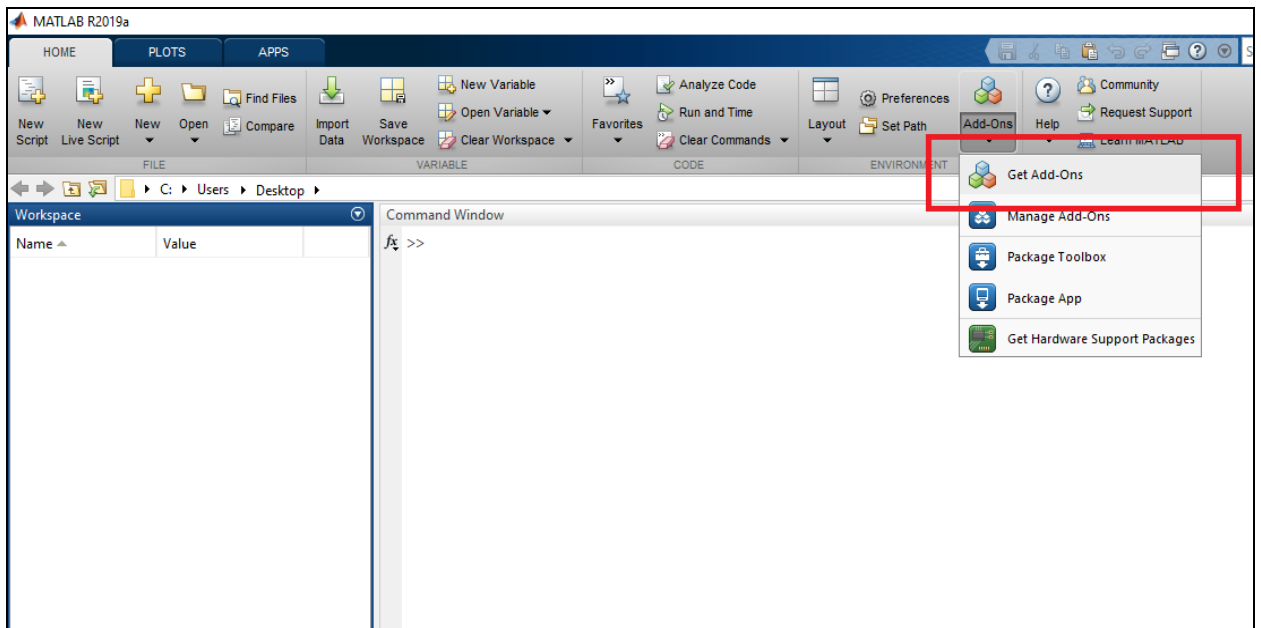 MATLAB R2019a
HOME PLOTS APPS
New Script
New Live Script
New
Open
Find Files
Compare
Import Data
Save Workspace
New Variable
Open Variable
Clear Workspace
Favorites
Analyze Code
Run and Time
Clear Commands
Layout
Preferences
Set Path
Add-Ons
Help
Community
Request Support
Learn MATLAB
FILE VARIABLE CODE ENVIRONMENT
C: Users Desktop
Get Add-Ons
Manage Add-Ons
Package Toolbox
Package App
Get Hardware Support Packages
Workspace
Name Value
Command Window
fx >>